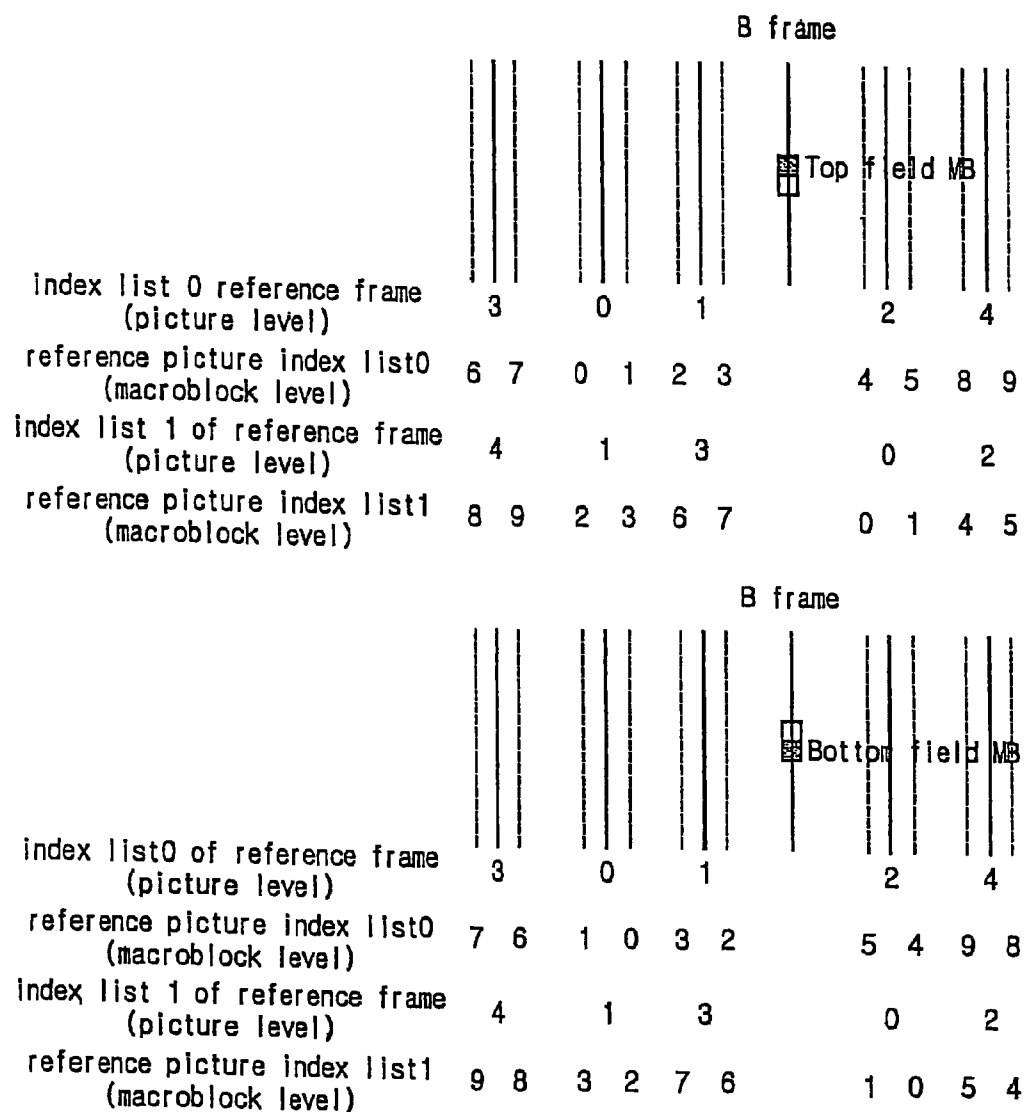 B frame
Top field MB
index list 0 reference frame
(picture level)
3 0 1 2 4
reference picture index list0
(macroblock level)
6 7 0 1 2 3 4 5 8 9
index list 1 of reference frame
(picture level)
4 1 3 0 2
reference picture index list1
(macroblock level)
8 9 2 3 6 7 0 1 4 5
B frame
Bottom field MB
index list0 of reference frame
(picture level)
3 0 1 2 4
reference picture index list0
(macroblock level)
7 6 1 0 3 2 5 4 9 8
index list 1 of reference frame
(picture level)
4 1 3 0 2
reference picture index list1
(macroblock level)
9 8 3 2 7 6 1 0 5 4